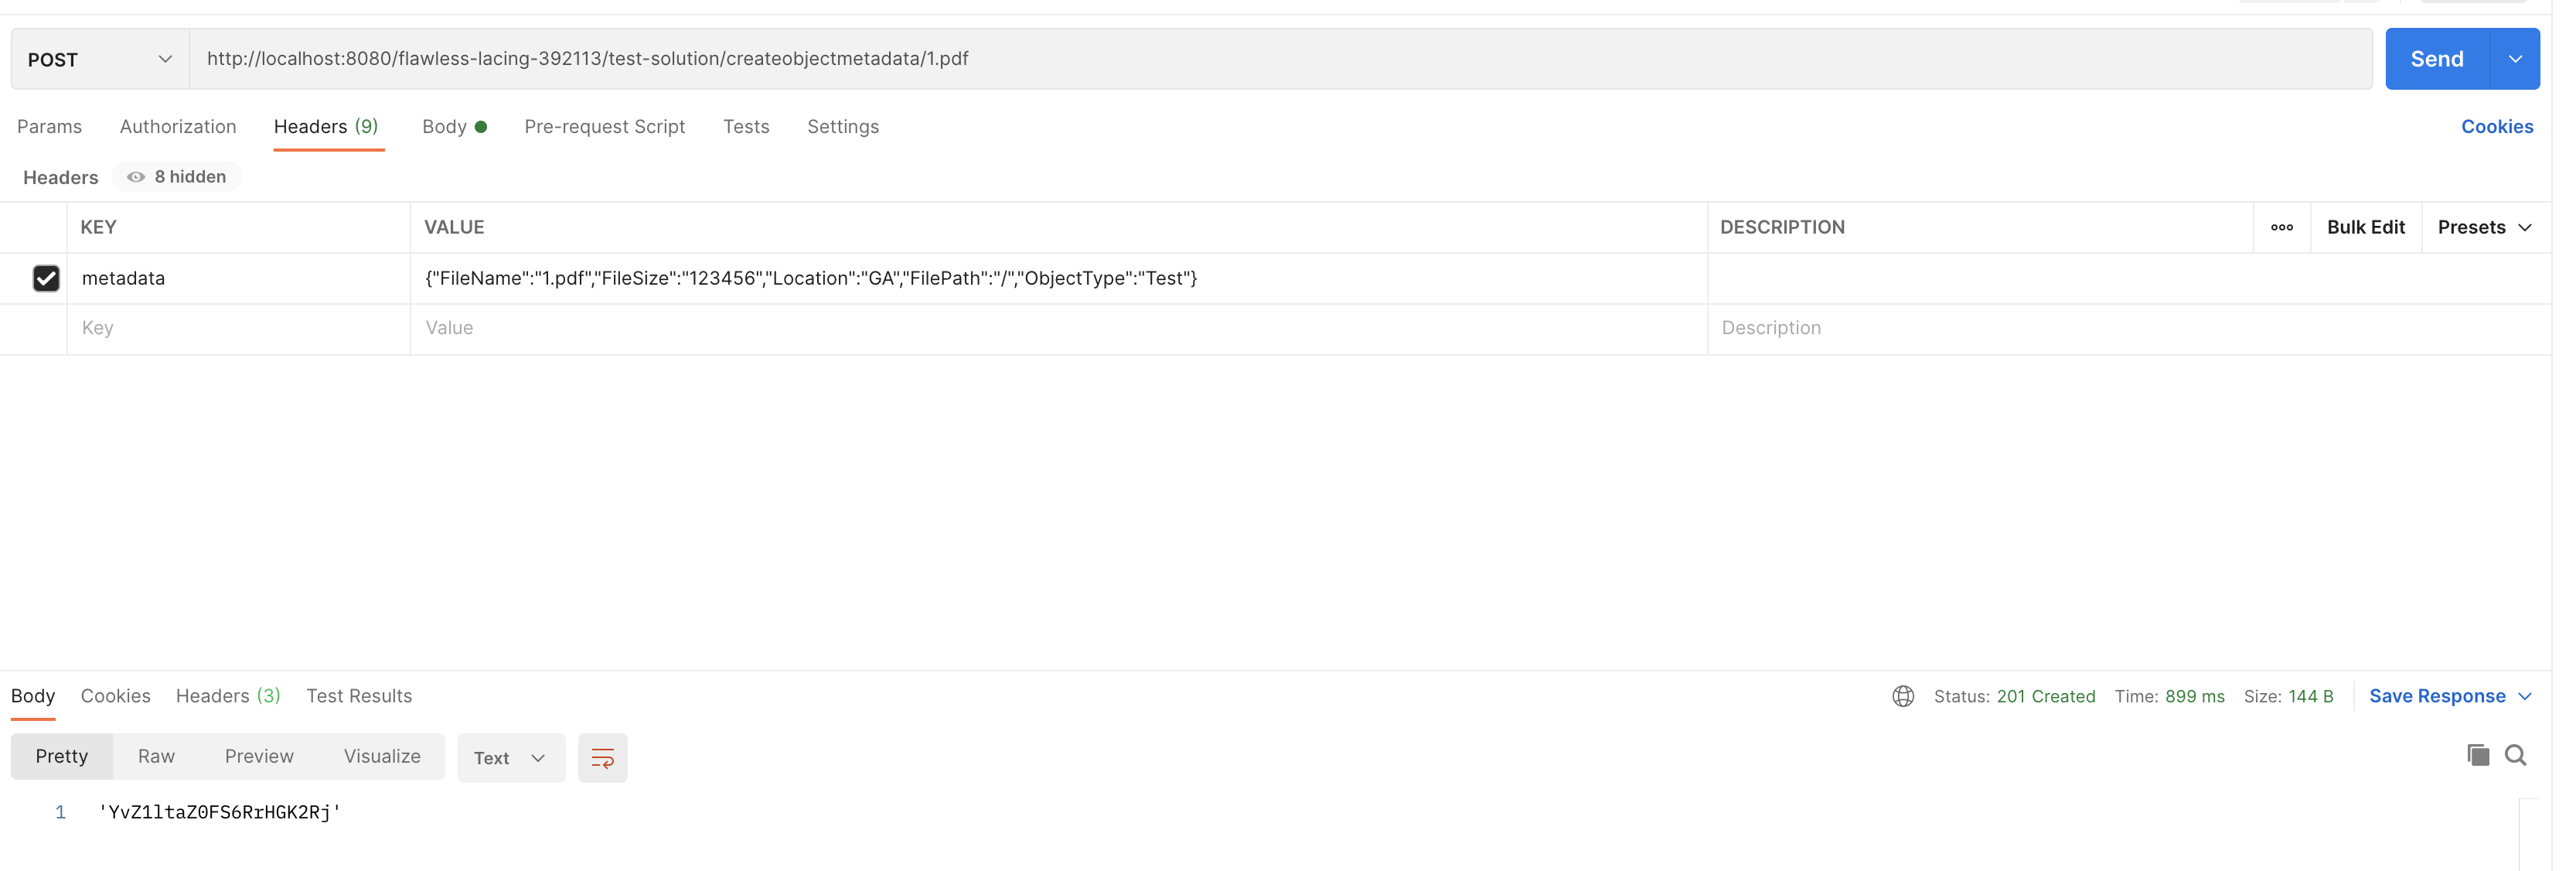 POST http://localhost:8080/flawless-lacing-392113/test-solution/createobjectmetadata/1.pdf Send
Params Authorization Headers (9) Body Pre-request Script Tests Settings Cookies
Headers 8 hidden
KEY VALUE DESCRIPTION Bulk Edit Presets
metadata {"FileName":"1.pdf","FileSize":"123456","Location":"GA","FilePath":"/","ObjectType":"Test"}
Key Value Description
Body Cookies Headers (3) Test Results Status: 201 Created Time: 899 ms Size: 144 B Save Response
Pretty Raw Preview Visualize Text
1 'YvZ1ltaZ0FS6RrHGK2Rj'